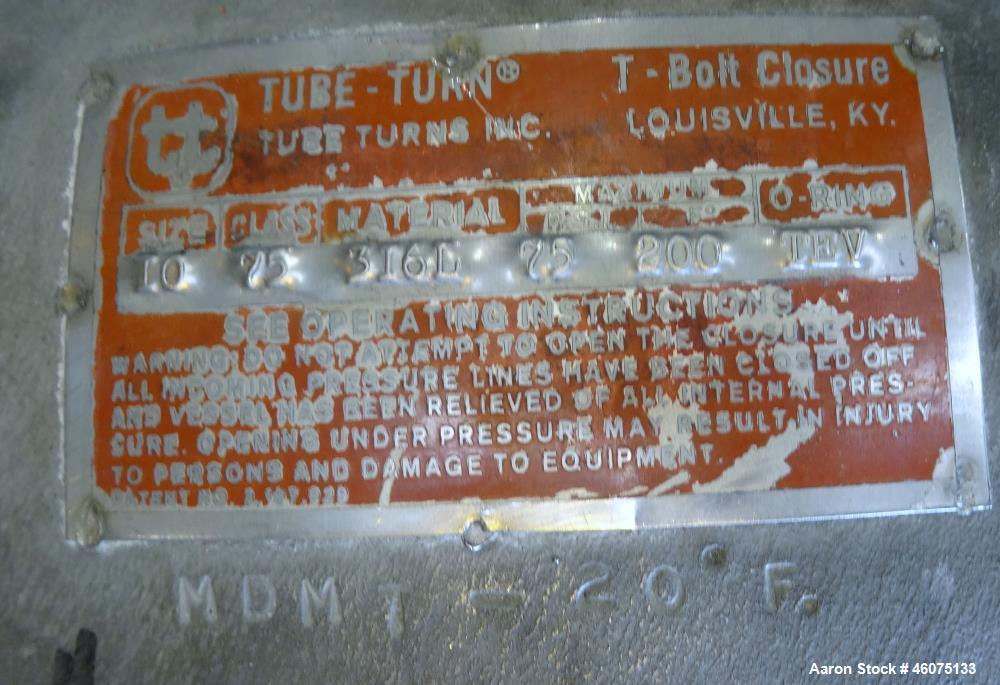 tt
TUBE-TURN® T-Bolt Closure
TUBE TURNS INC. LOUISVILLE, KY.
SIZE CLASS MATERIAL MAXIMUM O-RING
PSI F°
10 75 316L 75 200 TEV
SEE OPERATING INSTRUCTIONS
WARNING: DO NOT ATTEMPT TO OPEN THE CLOSURE UNTIL
ALL INCOMING PRESSURE LINES HAVE BEEN CLOSED OFF
AND VESSEL HAS BEEN RELIEVED OF ALL INTERNAL PRES-
SURE. OPENING UNDER PRESSURE MAY RESULT IN INJURY
TO PERSONS AND DAMAGE TO EQUIPMENT.
PATENT NO.
MDMT - 20° F.
Aaron Stock # 46075133